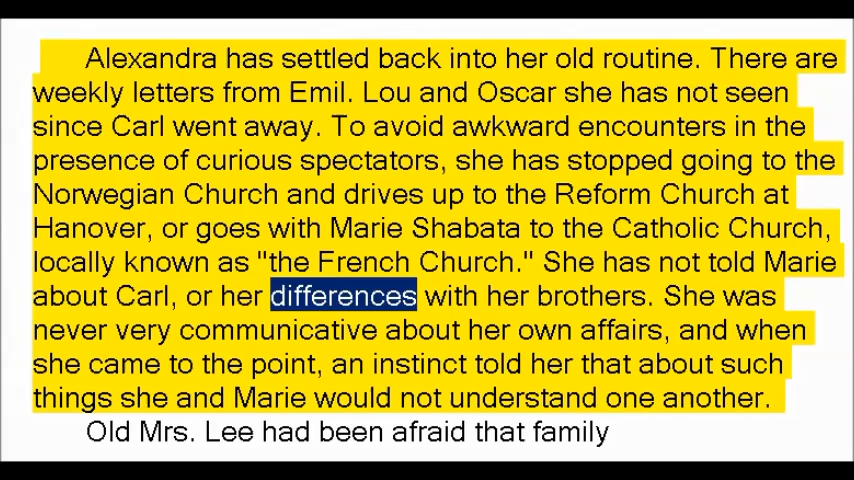 Alexandra has settled back into her old routine. There are
weekly letters from Emil. Lou and Oscar she has not seen
since Carl went away. To avoid awkward encounters in the
presence of curious spectators, she has stopped going to the
Norwegian Church and drives up to the Reform Church at
Hanover, or goes with Marie Shabata to the Catholic Church,
locally known as "the French Church." She has not told Marie
about Carl, or her differences with her brothers. She was
never very communicative about her own affairs, and when
she came to the point, an instinct told her that about such
things she and Marie would not understand one another.
Old Mrs. Lee had been afraid that family